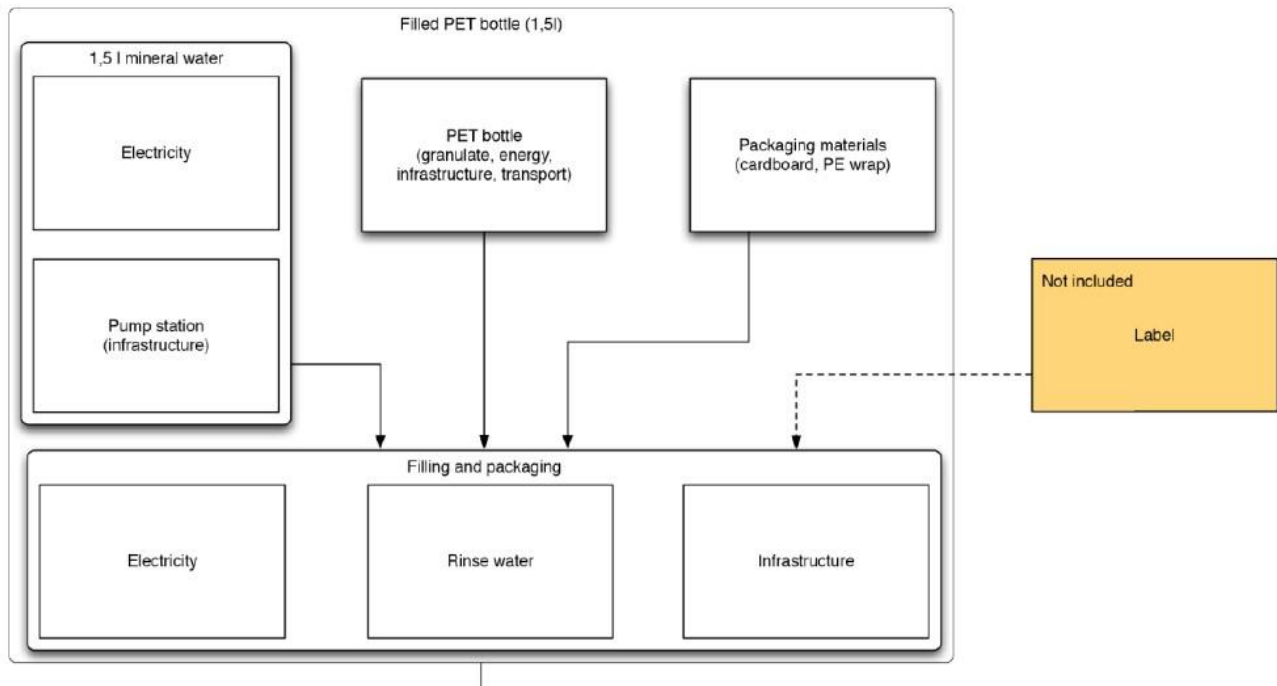 Filled PET bottle (1,5l)
1,5 l mineral water
Electricity
PET bottle
(granulate, energy,
infrastructure, transport)
Packaging materials
(cardboard, PE wrap)
Pump station
(infrastructure)
Not included
Label
Filling and packaging
Electricity
Rinse water
Infrastructure